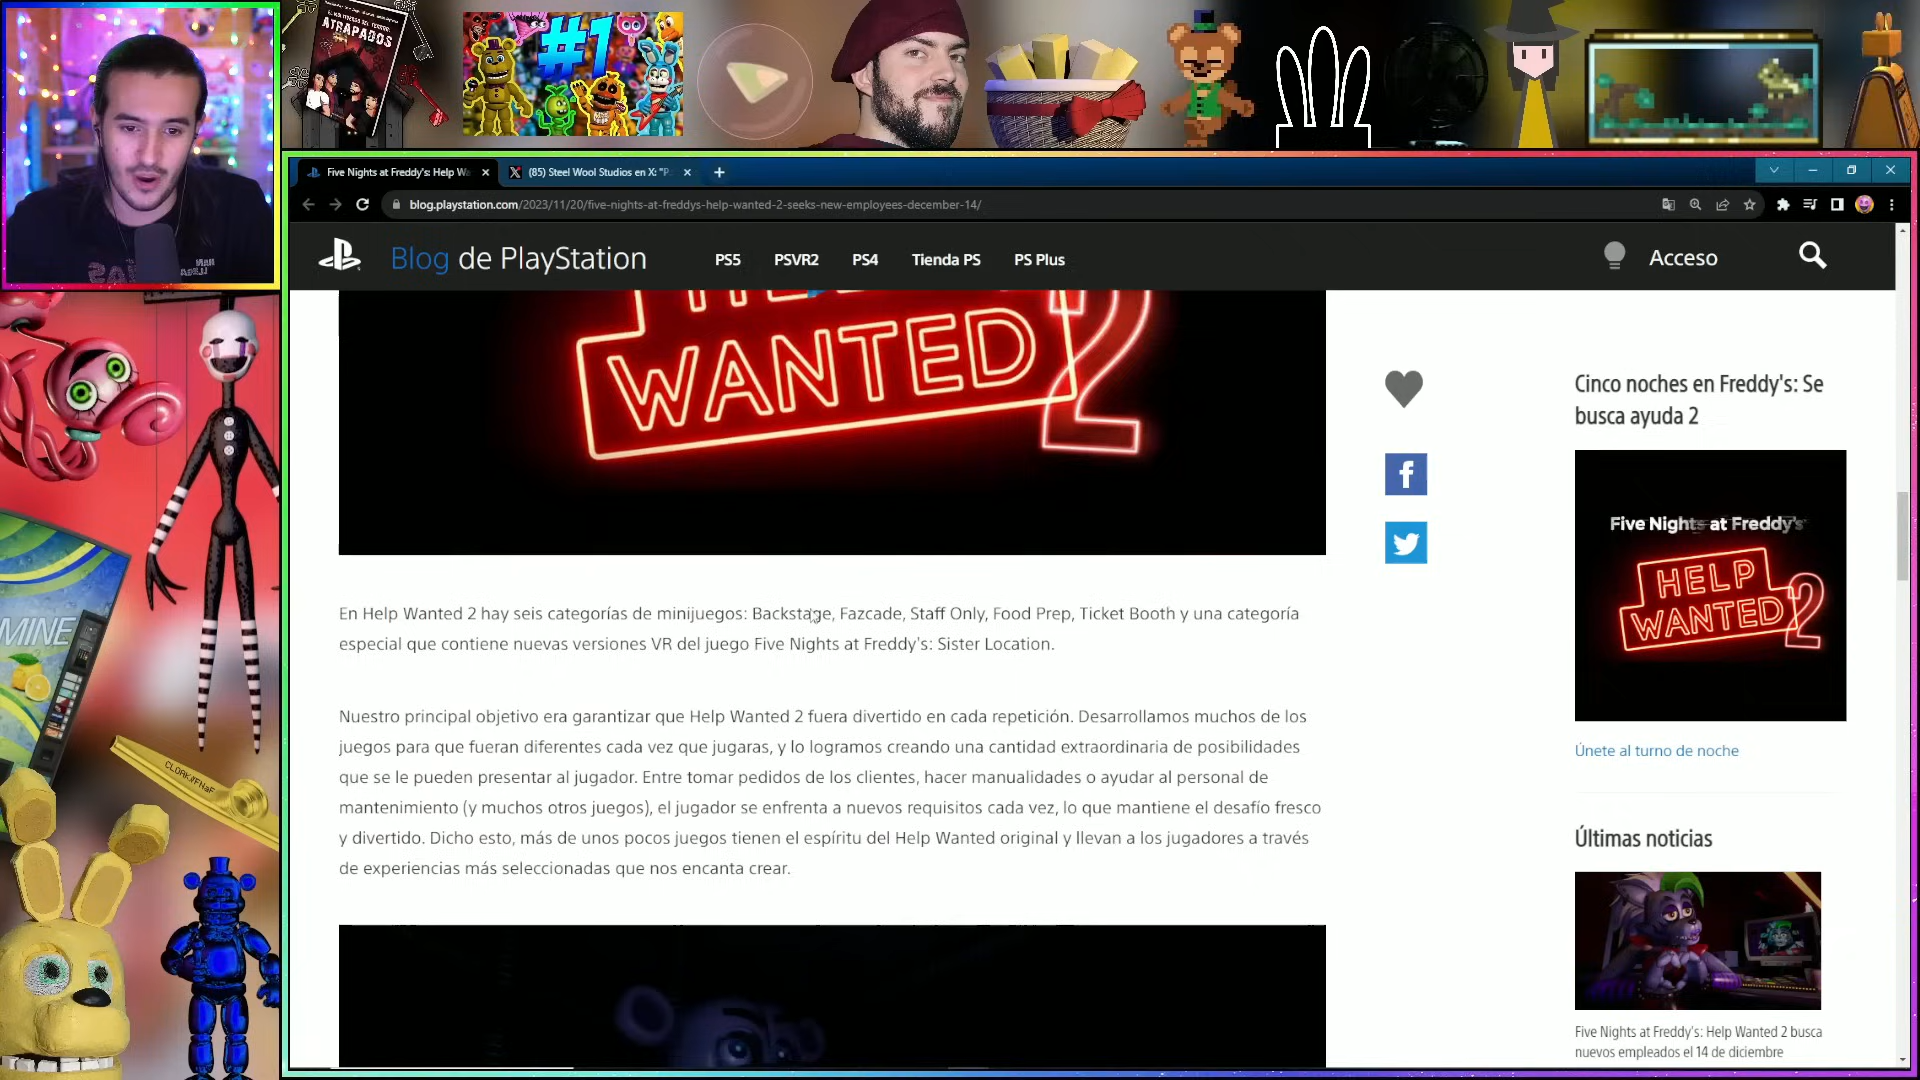 ATRAPADOS
#1
Five Nights at Freddy's: Help Wa
(85) Steel Wool Studios en X: "P
blog.playstation.com/2023/11/20/five-nights-at-freddys-help-wanted-2-seeks-new-employees-december-14/
Blog de PlayStation
PS5
PSVR2
PS4
Tienda PS
PS Plus
Acceso
WANTED
2
En Help Wanted 2 hay seis categorías de minijuegos: Backstage, Fazcade, Staff Only, Food Prep, Ticket Booth y una categoría
especial que contiene nuevas versiones VR del juego Five Nights at Freddy's: Sister Location.
Nuestro principal objetivo era garantizar que Help Wanted 2 fuera divertido en cada repetición. Desarrollamos muchos de los
juegos para que fueran diferentes cada vez que jugaras, y lo logramos creando una cantidad extraordinaria de posibilidades
que se le pueden presentar al jugador. Entre tomar pedidos de los clientes, hacer manualidades o ayudar al personal de
mantenimiento (y muchos otros juegos), el jugador se enfrenta a nuevos requisitos cada vez, lo que mantiene el desafío fresco
y divertido. Dicho esto, más de unos pocos juegos tienen el espíritu del Help Wanted original y llevan a los jugadores a través
de experiencias más seleccionadas que nos encanta crear.
Cinco noches en Freddy's: Se
busca ayuda 2
Five Nights at Freddy's
HELP
WANTED
2
Únete al turno de noche
Últimas noticias
Five Nights at Freddy's: Help Wanted 2 busca
nuevos empleados el 14 de diciembre
MINE
CLOAK//FNaF